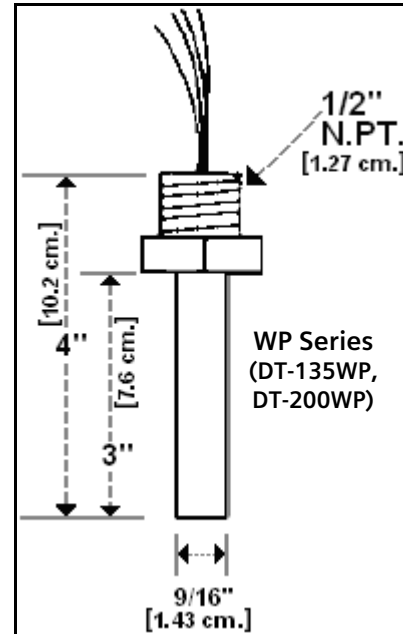 1/2"
N.PT.
[1.27 cm.]
[10.2 cm.]
4"
[7.6 cm.]
3"
WP Series
(DT-135WP,
DT-200WP)
9/16"
[1.43 cm.]